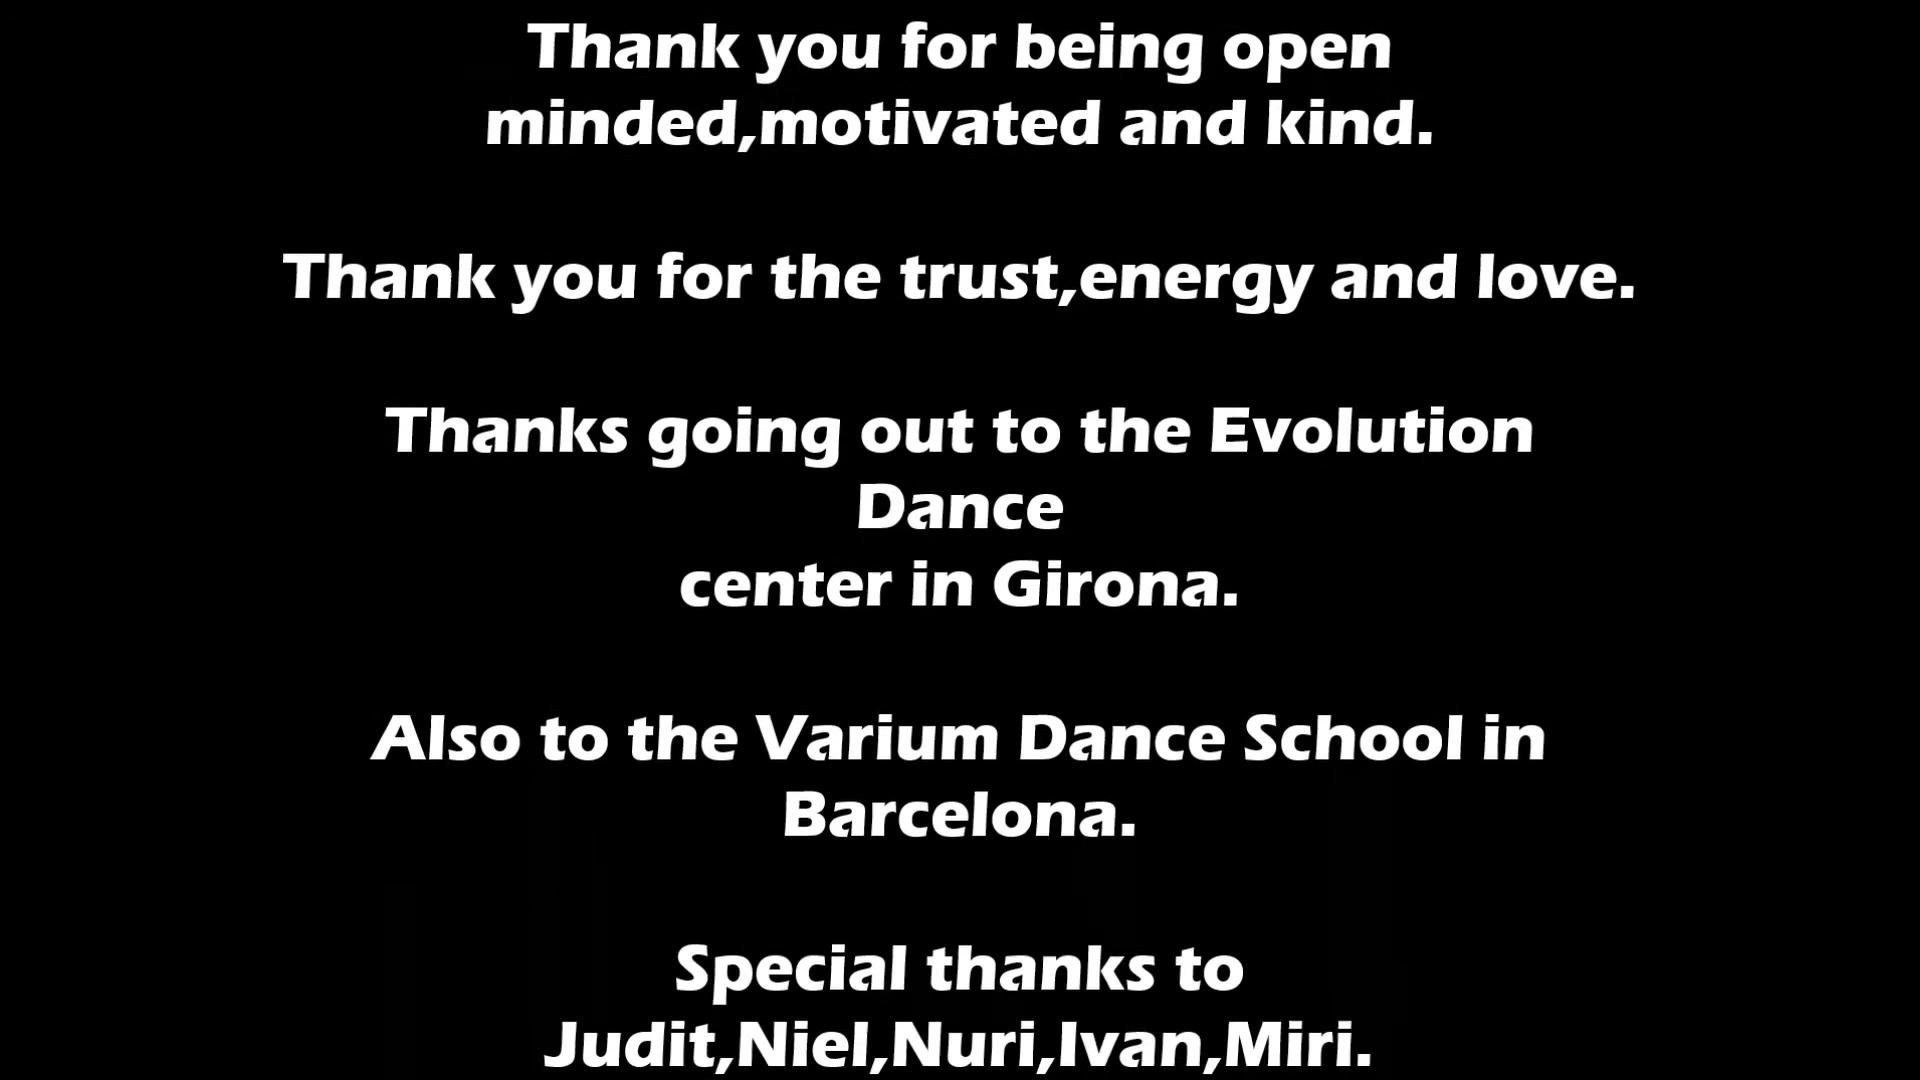 Thank you for being open
minded,motivated and kind.
Thank you for the trust,energy and love.
Thanks going out to the Evolution
Dance
center in Girona.
Also to the Varium Dance School in
Barcelona.
Special thanks to
Judit,Niel,Nuri,Ivan,Miri.